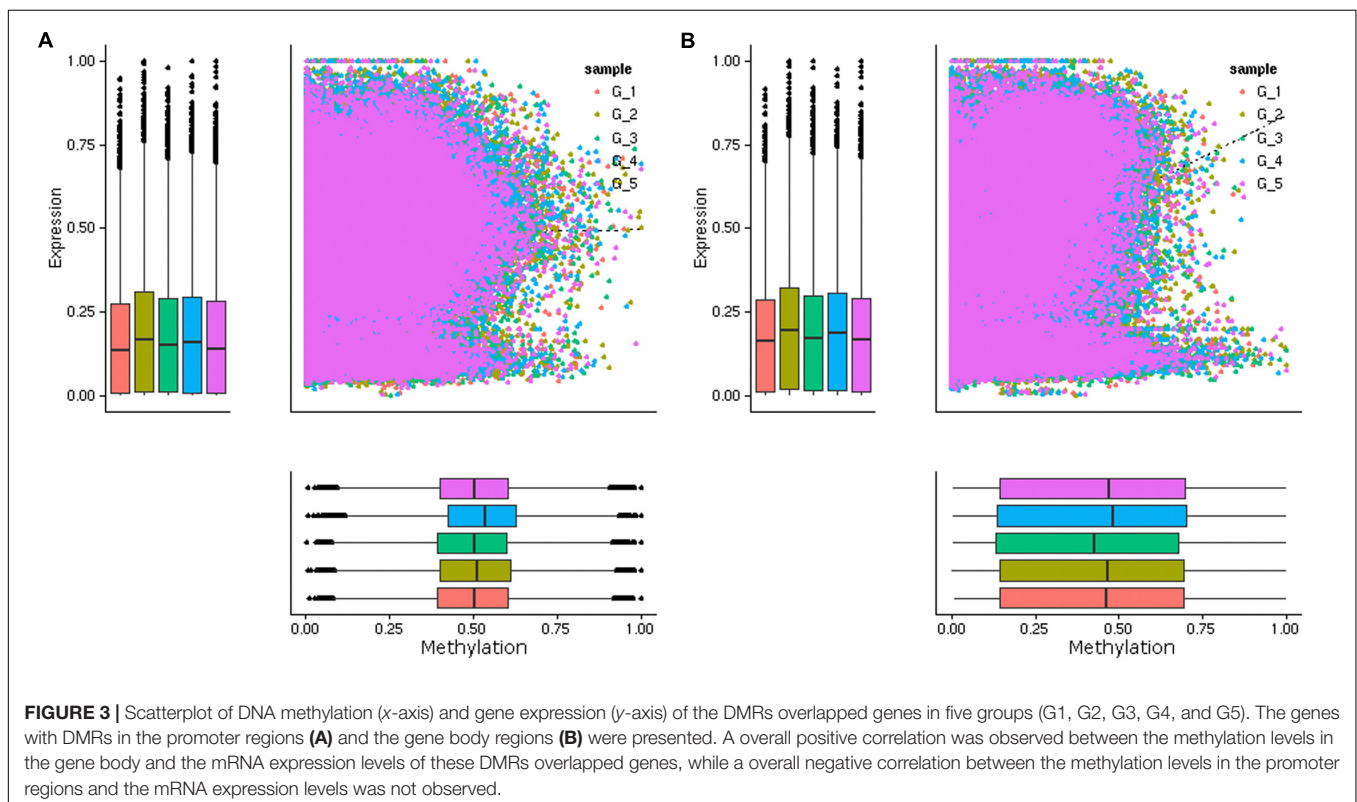 A
B
1.00
0.75
0.50
0.25
0.00
Expression
sample
G_1
G_2
G_3
G_4
G_5
0.00 0.25 0.50 0.75 1.00
Methylation
1.00
0.75
0.50
0.25
0.00
Expression
sample
G_1
G_2
G_3
G_4
G_5
0.00 0.25 0.50 0.75 1.00
Methylation
FIGURE 3 | Scatterplot of DNA methylation (x-axis) and gene expression (y-axis) of the DMRs overlapped genes in five groups (G1, G2, G3, G4, and G5). The genes
with DMRs in the promoter regions (A) and the gene body regions (B) were presented. A overall positive correlation was observed between the methylation levels in
the gene body and the mRNA expression levels of these DMRs overlapped genes, while a overall negative correlation between the methylation levels in the promoter
regions and the mRNA expression levels was not observed.